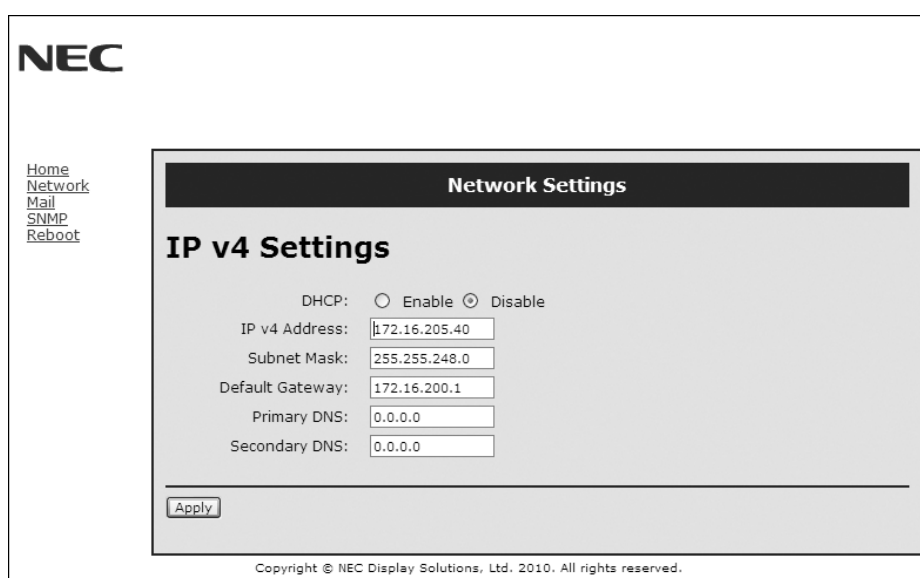 NEC
Home
Network
Mail
SNMP
Reboot
Network Settings
IP v4 Settings
DHCP: Enable Disable
IP v4 Address: 172.16.205.40
Subnet Mask: 255.255.248.0
Default Gateway: 172.16.200.1
Primary DNS: 0.0.0.0
Secondary DNS: 0.0.0.0
Apply
Copyright © NEC Display Solutions, Ltd. 2010. All rights reserved.